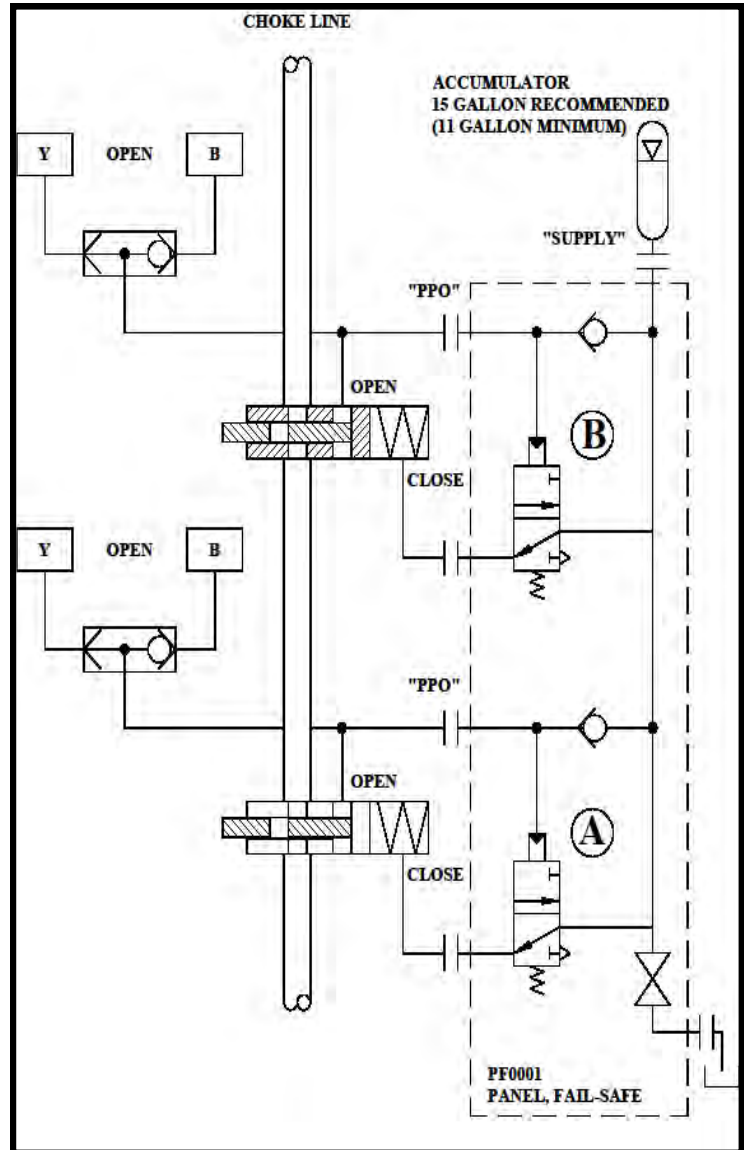 CHOKE LINE
ACCUMULATOR
15 GALLON RECOMMENDED
(11 GALLON MINIMUM)
Y OPEN B
"SUPPLY"
"PPO"
OPEN
B
CLOSE
Y OPEN B
"PPO"
OPEN
A
CLOSE
PF0001
PANEL, FAIL-SAFE